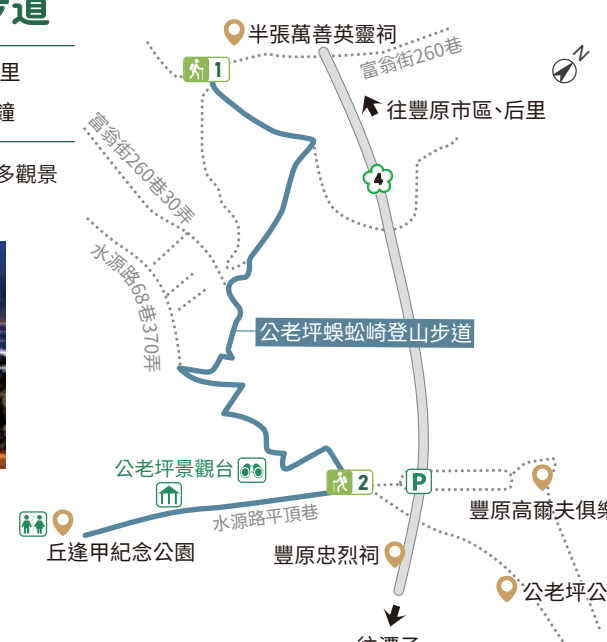 步道
里
鐘
多觀景
半張萬善英靈祠
1
富翁街260巷
N
往豐原市區、后里
4
富翁街260巷30弄
水源路68巷370弄
公老坪蜈蚣崎登山步道
公老坪景觀台
2
P
水源路平頂巷
豐原高爾夫俱樂
丘逢甲紀念公園
豐原忠烈祠
公老坪公
往潭子